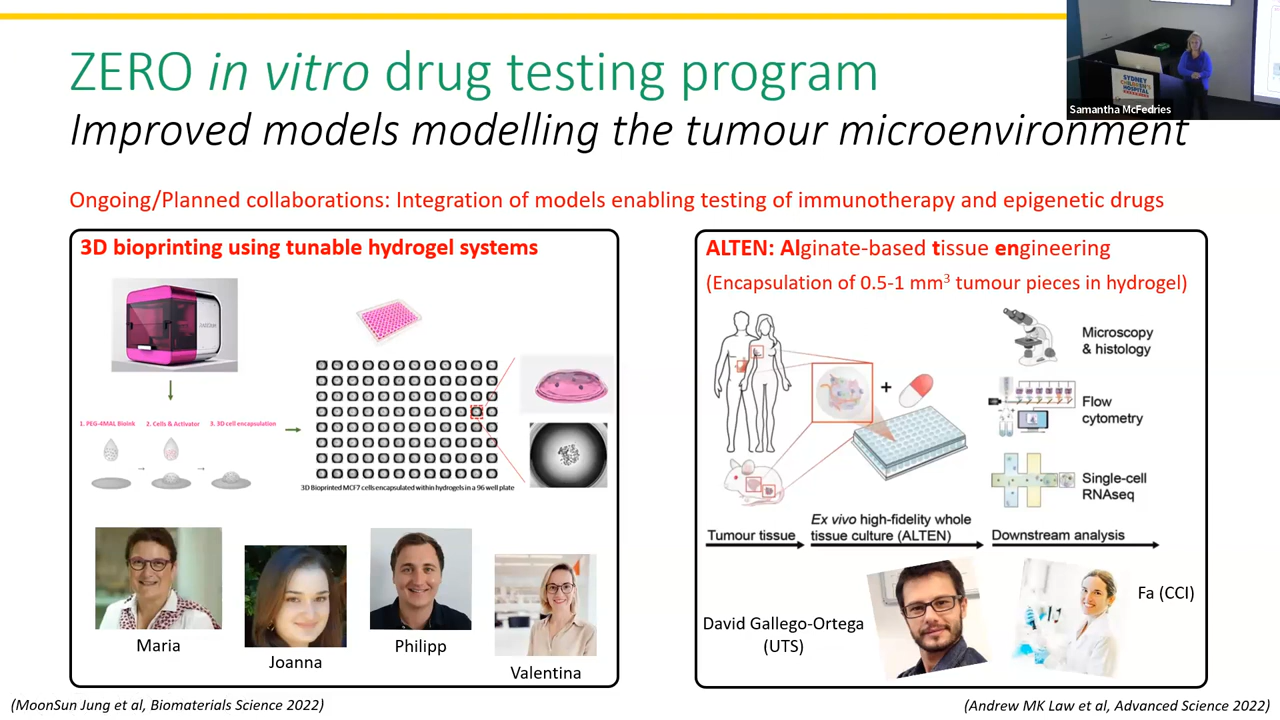 ZERO in vitro drug testing program
Improved models modelling the tumour microenvironment
SYDNEY
CHILDREN'S
HOSPITAL
Samantha McFedries
Ongoing/Planned collaborations: Integration of models enabling testing of immunotherapy and epigenetic drugs
3D bioprinting using tunable hydrogel systems
1. PEG-4MAL Bioink
2. Cells & Activator
3. 3D cell encapsulation
3D Bioprinted MCF7 cells encapsulated within hydrogels in a 96 well plate
Maria
Joanna
Philipp
Valentina
(MoonSun Jung et al, Biomaterials Science 2022)
ALTEN: Alginate-based tissue engineering
(Encapsulation of 0.5-1 mm³ tumour pieces in hydrogel)
Microscopy
& histology
+
Flow
cytometry
Single-cell
RNAseq
Tumour tissue
Ex vivo high-fidelity whole
tissue culture (ALTEN)
Downstream analysis
David Gallego-Ortega
(UTS)
Fa (CCI)
(Andrew MK Law et al, Advanced Science 2022)